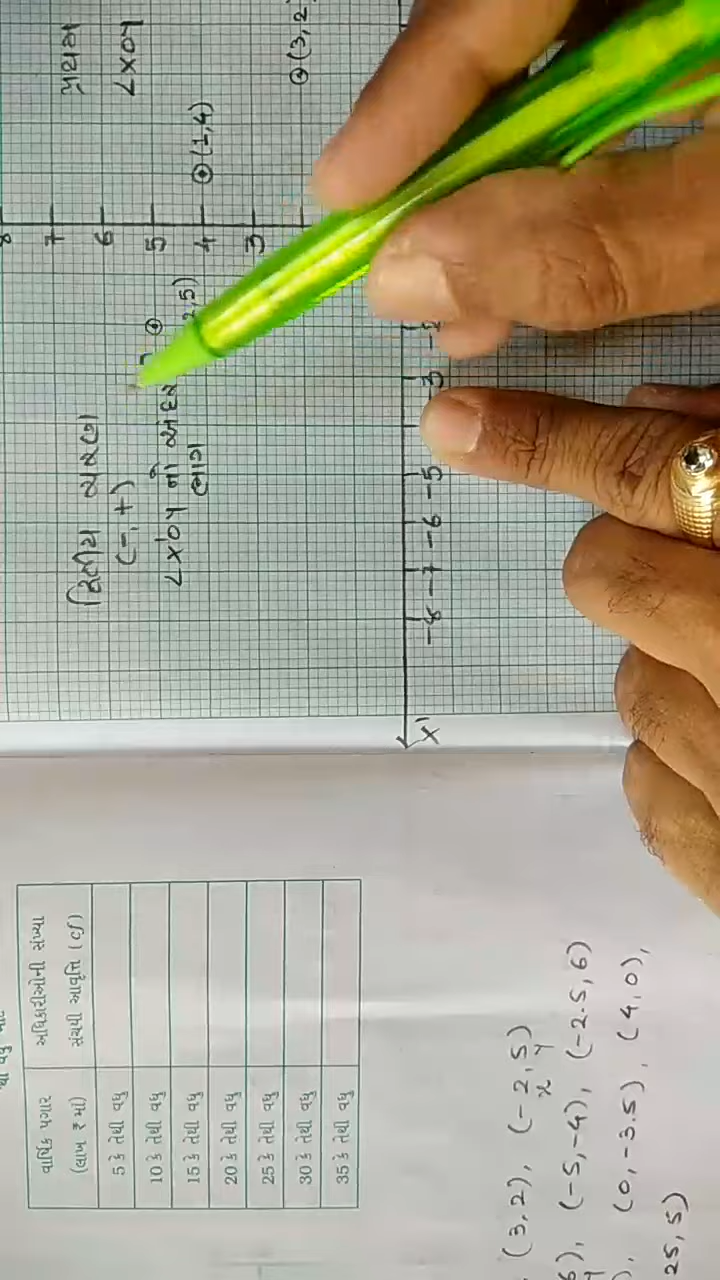 પ્રથમ
∠XOY
⊙(3,2
⊙(1,4)
8
7
6
5
4
3
2,5)
દ્વિતીય ચરણ
(-,+)
∠X'OY નો અંદર
ભાગ
-3
-5
-6
-7
-8
X'
વાર્ષિક પગાર
(લાખ ₹ માં)
અધિકારીઓની સંખ્યા
સંચયી આવૃત્તિ (cf)
5 કે તેથી વધુ
10 કે તેથી વધુ
15 કે તેથી વધુ
20 કે તેથી વધુ
25 કે તેથી વધુ
30 કે તેથી વધુ
35 કે તેથી વધુ
, (3,2), (-2,5)
x y
), (-5,-4), (-2.5,6)
), (0,-3.5), (4,0),
25,5)